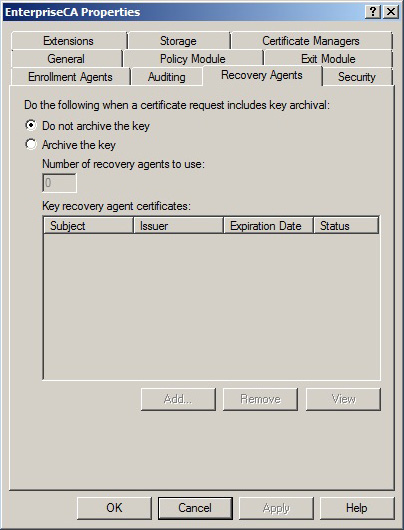 EnterpriseCA Properties
Extensions Storage Certificate Managers
General Policy Module Exit Module
Enrollment Agents Auditing Recovery Agents Security
Do the following when a certificate request includes key archival:
Do not archive the key
Archive the key
Number of recovery agents to use:
0
Key recovery agent certificates:
Subject Issuer Expiration Date Status
Add... Remove View
OK Cancel Apply Help